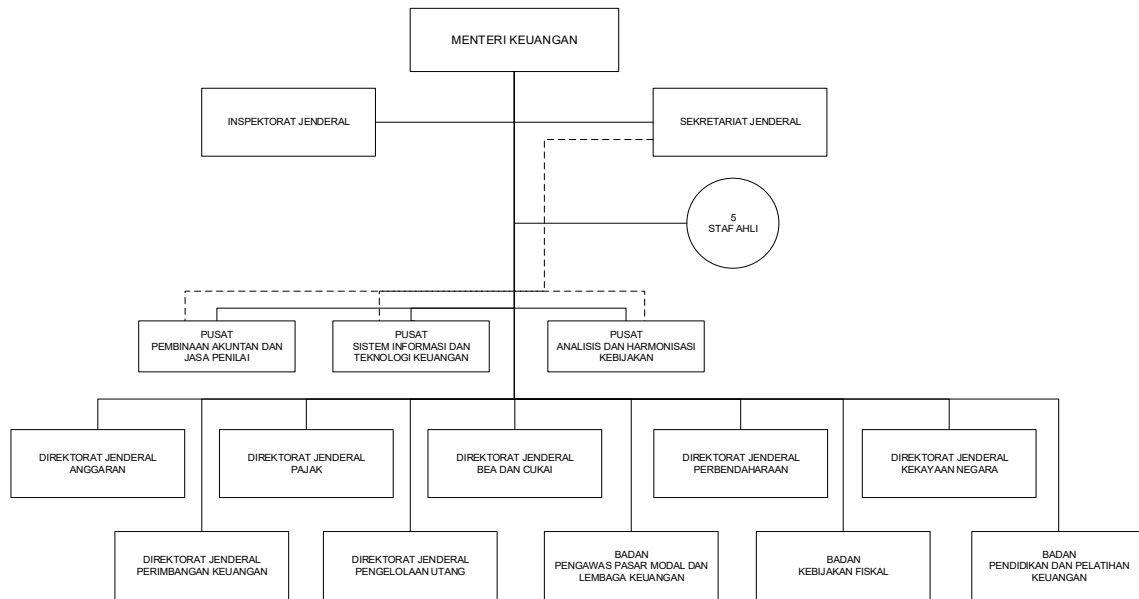 MENTERI KEUANGAN
INSPEKTORAT JENDERAL
SEKRETARIAT JENDERAL
5
STAF AHLI
PUSAT
PEMBINAAN AKUNTAN DAN
JASA PENILAI
PUSAT
SISTEM INFORMASI DAN
TEKNOLOGI KEUANGAN
PUSAT
ANALISIS DAN HARMONISASI
KEBIJAKAN
DIREKTORAT JENDERAL
ANGGARAN
DIREKTORAT JENDERAL
PAJAK
DIREKTORAT JENDERAL
BEA DAN CUKAI
DIREKTORAT JENDERAL
PERBENDAHARAAN
DIREKTORAT JENDERAL
KEKAYAAN NEGARA
DIREKTORAT JENDERAL
PERIMBANGAN KEUANGAN
DIREKTORAT JENDERAL
PENGELOLAAN UTANG
BADAN
PENGAWAS PASAR MODAL DAN
LEMBAGA KEUANGAN
BADAN
KEBIJAKAN FISKAL
BADAN
PENDIDIKAN DAN PELATIHAN
KEUANGAN